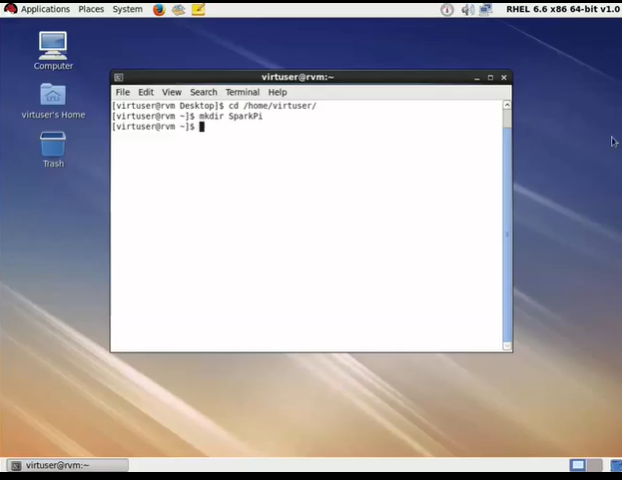 Applications Places System
RHEL 6.6 x86 64-bit v1.0
Computer
virtuser's Home
Trash
virtuser@rvm:~
File Edit View Search Terminal Help
[virtuser@rvm Desktop]$ cd /home/virtuser/
[virtuser@rvm ~]$ mkdir SparkPi
[virtuser@rvm ~]$
virtuser@rvm:~